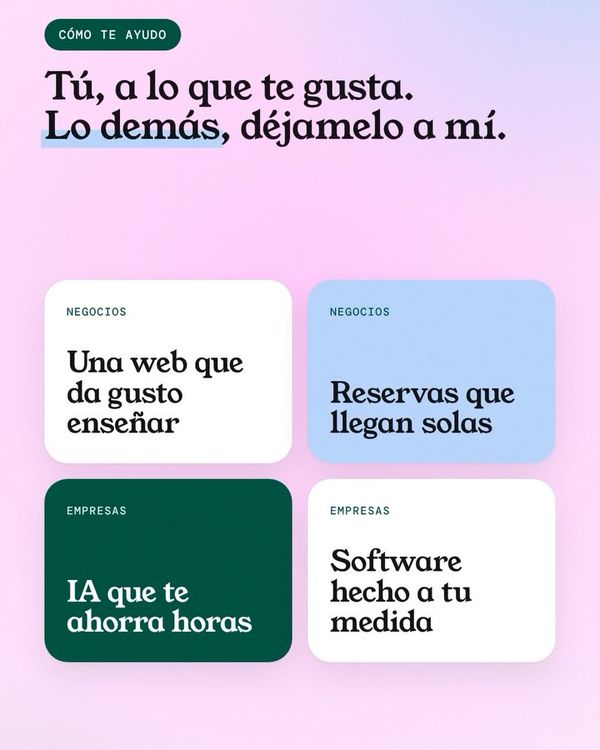 CÓMO TE AYUDO
Tú, a lo que te gusta.
Lo demás, déjamelo a mí.
NEGOCIOS
Una web que
da gusto
enseñar
NEGOCIOS
Reservas que
llegan solas
EMPRESAS
IA que te
ahorra horas
EMPRESAS
Software
hecho a tu
medida